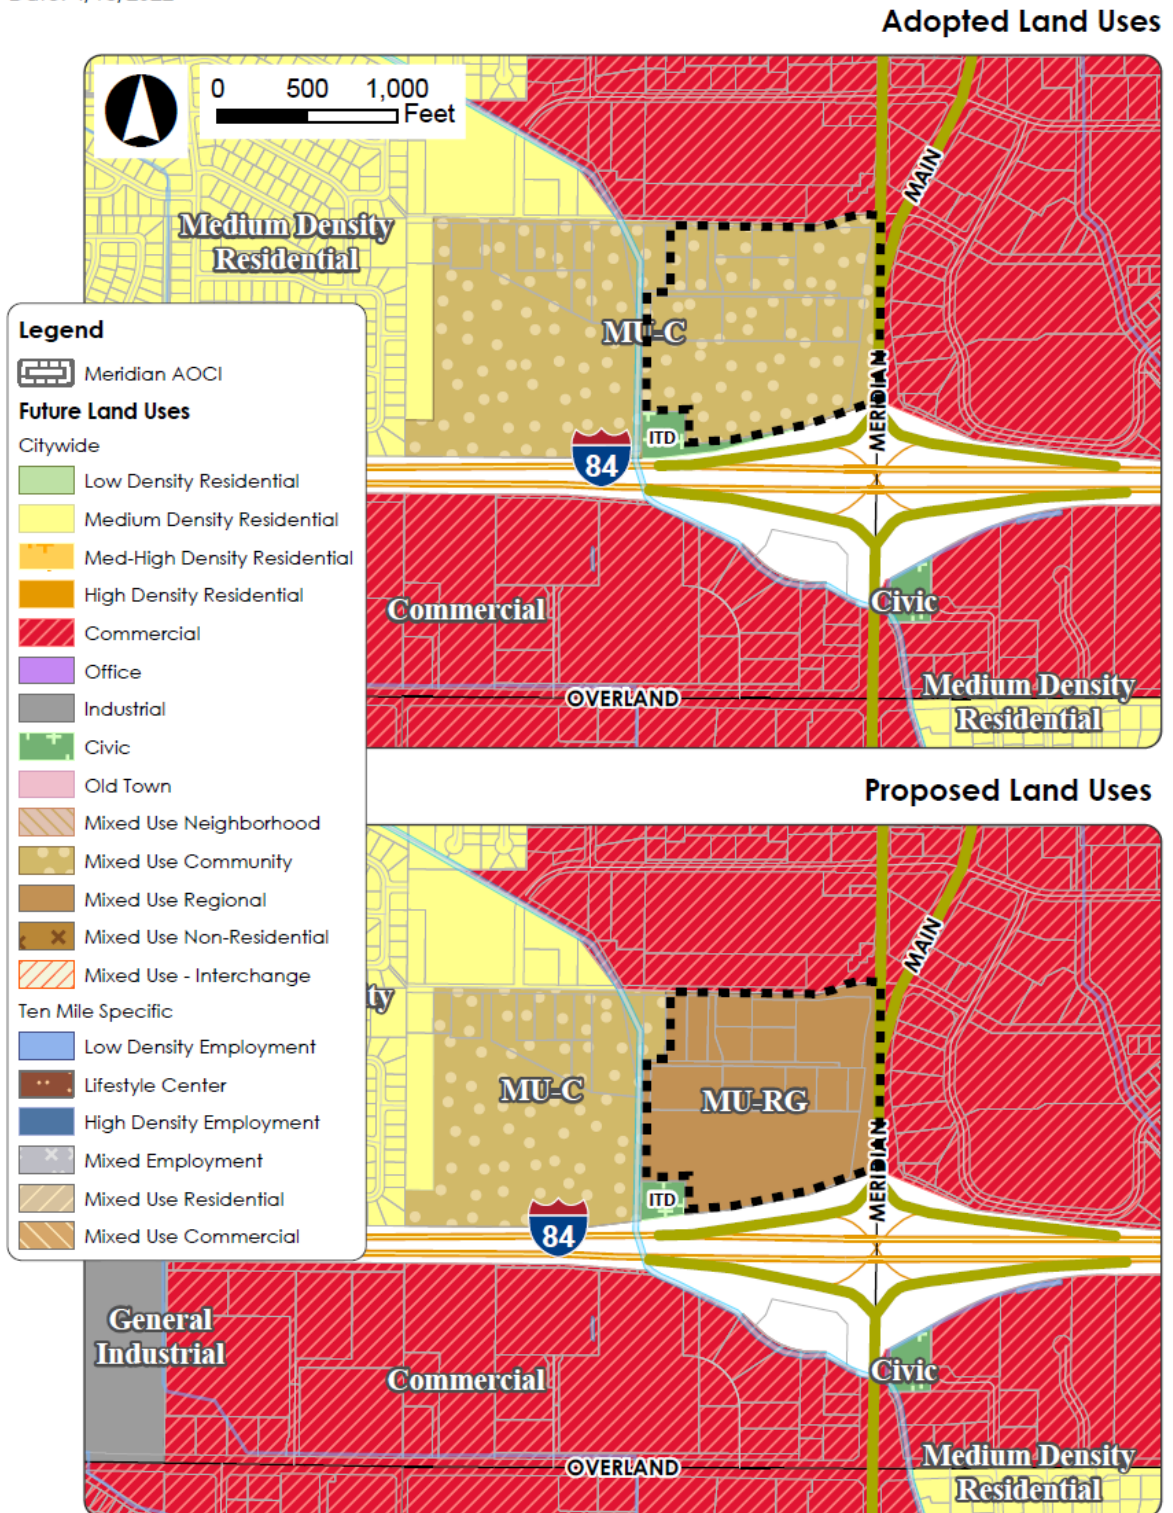 Adopted Land Uses
0 500 1,000
Feet
MAIN
Medium Density
Residential
MU-C
MERIDIAN
ITD
84
Commercial
Civic
OVERLAND
Medium Density
Residential
Legend
Meridian AOCI
Future Land Uses
Citywide
Low Density Residential
Medium Density Residential
Med-High Density Residential
High Density Residential
Commercial
Office
Industrial
Civic
Old Town
Mixed Use Neighborhood
Mixed Use Community
Mixed Use Regional
Mixed Use Non-Residential
Mixed Use - Interchange
Ten Mile Specific
Low Density Employment
Lifestyle Center
High Density Employment
Mixed Employment
Mixed Use Residential
Mixed Use Commercial
Proposed Land Uses
MAIN
ty
MU-C
MU-RG
MERIDIAN
ITD
84
General
Industrial
Commercial
Civic
OVERLAND
Medium Density
Residential